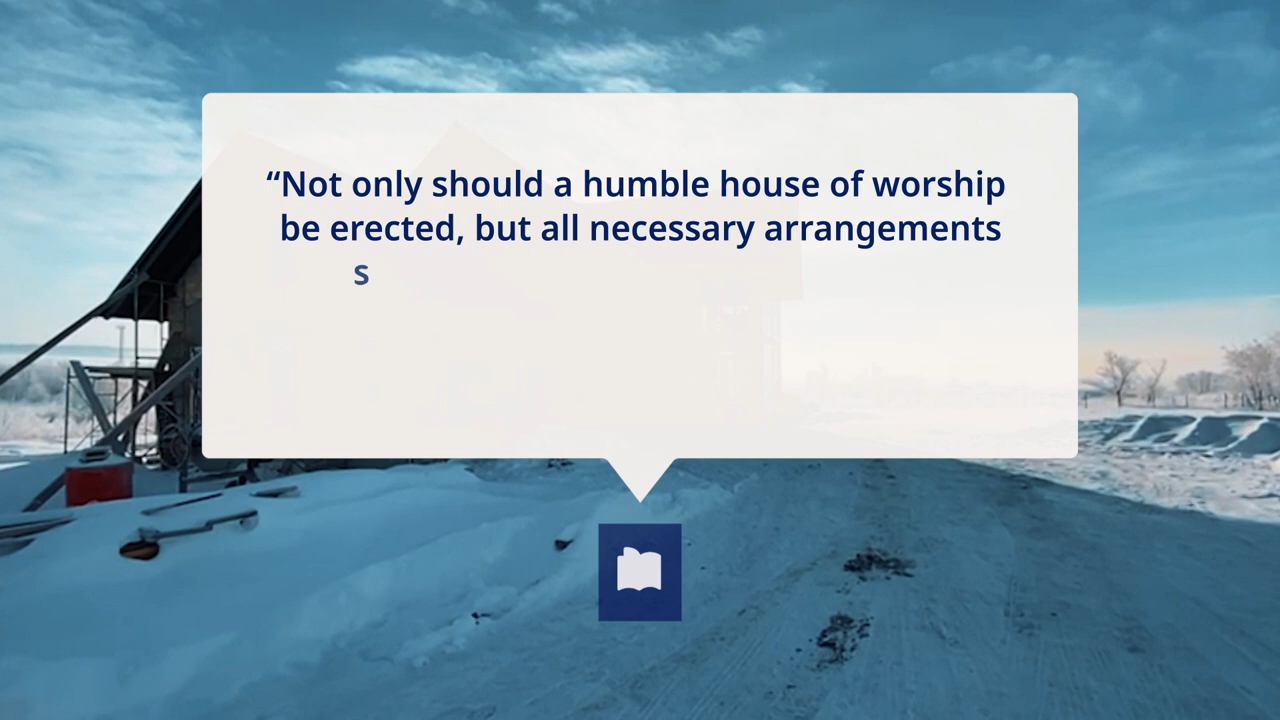 “Not only should a humble house of worship
be erected, but all necessary arrangements
s